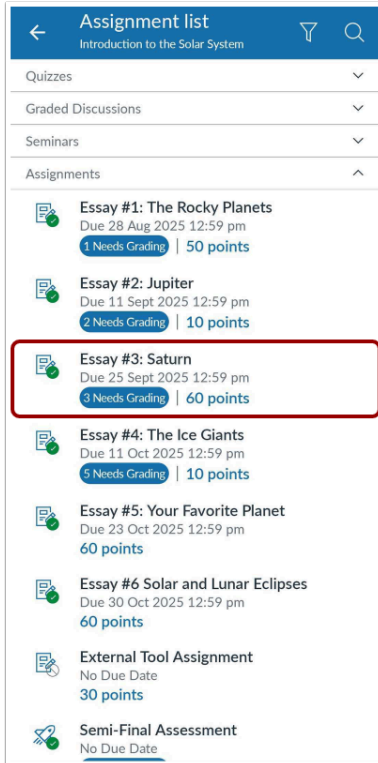 Assignment list
Introduction to the Solar System
Quizzes
Graded Discussions
Seminars
Assignments
Essay #1: The Rocky Planets
Due 28 Aug 2025 12:59 pm
1 Needs Grading | 50 points
Essay #2: Jupiter
Due 11 Sept 2025 12:59 pm
2 Needs Grading | 10 points
Essay #3: Saturn
Due 25 Sept 2025 12:59 pm
3 Needs Grading | 60 points
Essay #4: The Ice Giants
Due 11 Oct 2025 12:59 pm
5 Needs Grading | 10 points
Essay #5: Your Favorite Planet
Due 23 Oct 2025 12:59 pm
60 points
Essay #6 Solar and Lunar Eclipses
Due 30 Oct 2025 12:59 pm
60 points
External Tool Assignment
No Due Date
30 points
Semi-Final Assessment
No Due Date